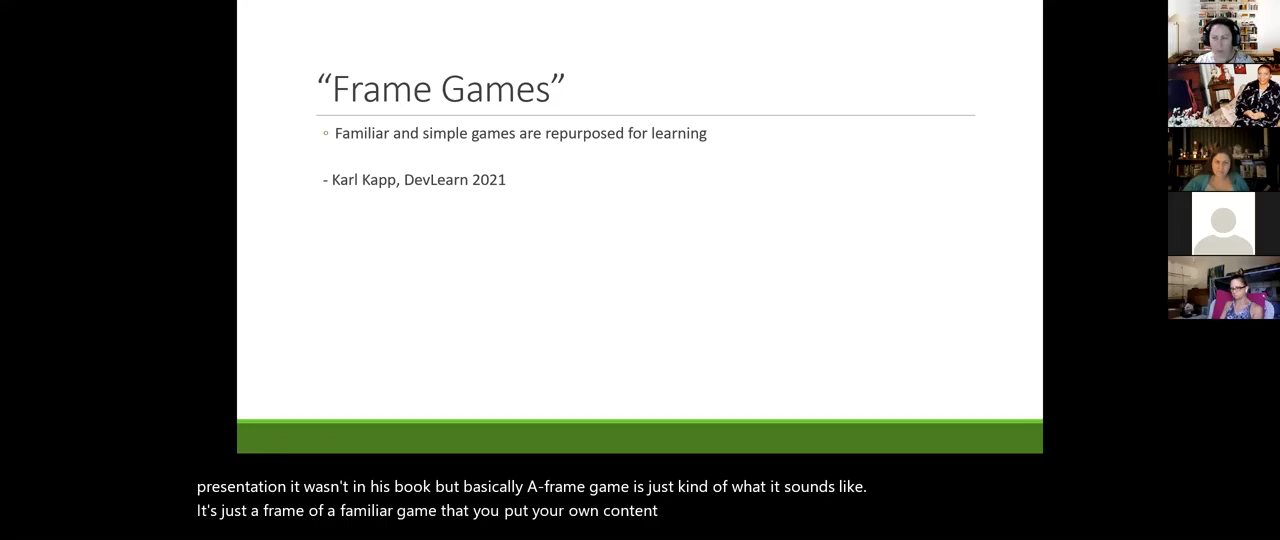 “Frame Games”
◦ Familiar and simple games are repurposed for learning
- Karl Kapp, DevLearn 2021
presentation it wasn't in his book but basically A-frame game is just kind of what it sounds like.
It's just a frame of a familiar game that you put your own content